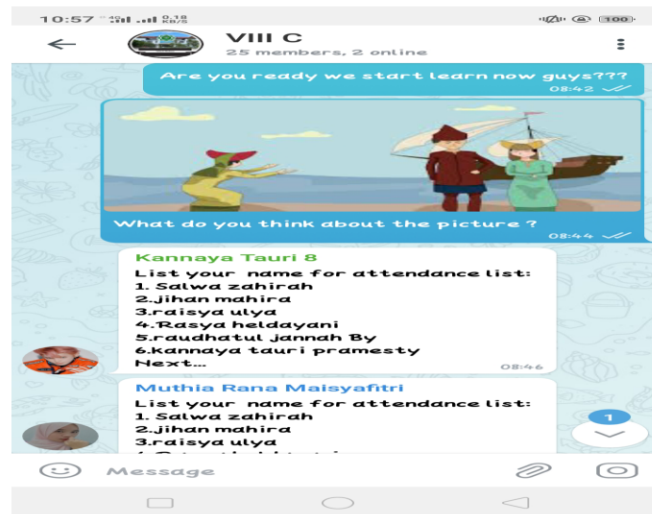 10:57 4G 0.18 KB/S 100
VIII C
25 members, 2 online
Are you ready we start learn now guys???
08:42
What do you think about the picture ?
08:44
Kannaya Tauri 8
List your name for attendance list:
1. Salwa zahirah
2.jihan mahira
3.raisya ulya
4.Rasya heldayani
5.raudhatul jannah By
6.kannaya tauri pramesty
Next...
08:46
Muthia Rana Maisyafitri
List your name for attendance list:
1. Salwa zahirah
2.jihan mahira
3.raisya ulya
1
Message